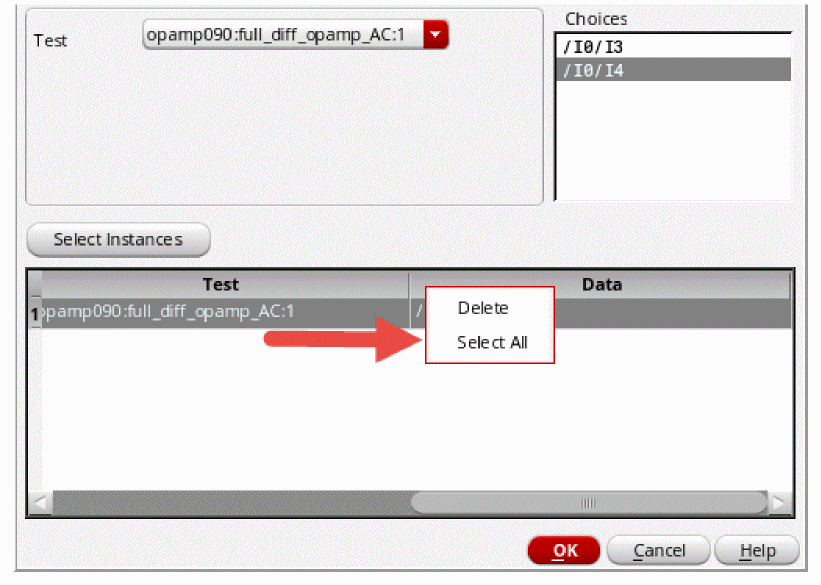 Test
opamp090:full_diff_opamp_AC:1
Choices
/I0/I3
/I0/I4
Select Instances
Test Data
1 opamp090:full_diff_opamp_AC:1 /
Delete
Select All
OK Cancel Help